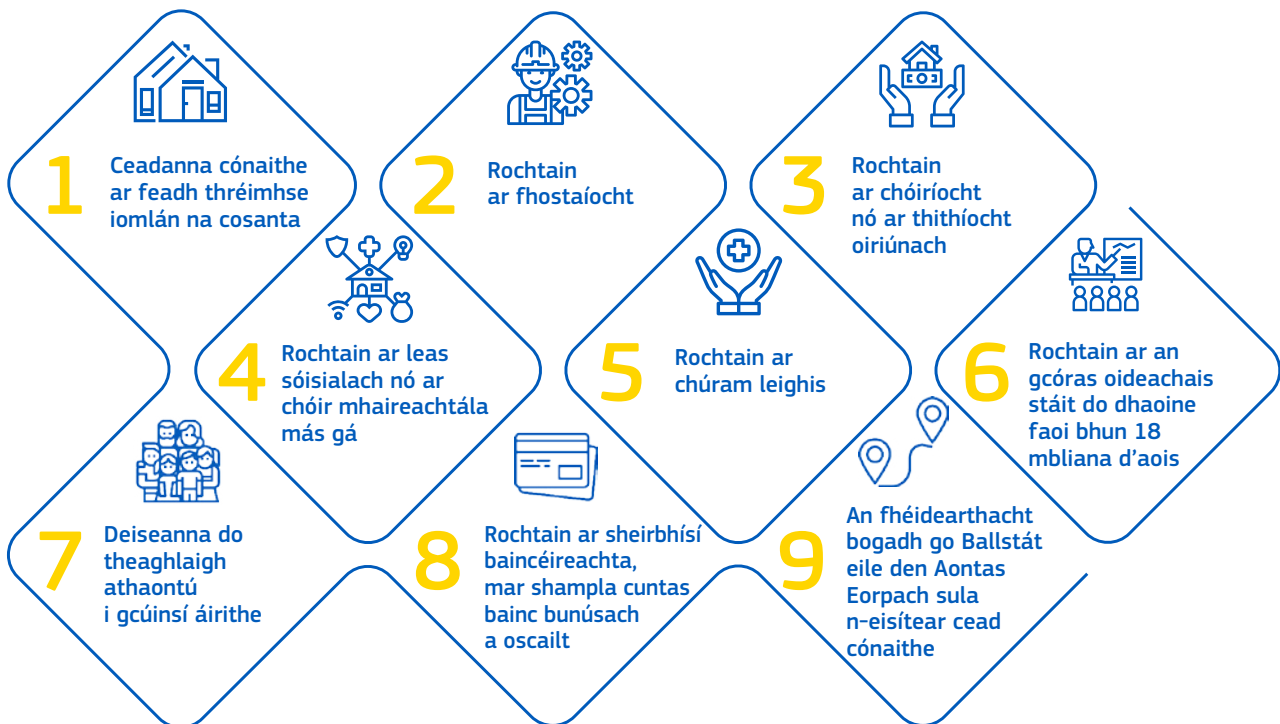 1
Ceadanna cónaithe
ar feadh thréimhse
iomlán na cosanta
2
Rochtain
ar fhostaíocht
3
Rochtain
ar chóiríocht
nó ar thithíocht
oiriúnach
4
Rochtain ar leas
sóisialach nó ar
chóir mhaireachtála
más gá
5
Rochtain ar
chúram leighis
6
Rochtain ar an
gcóras oideachais
stáit do dhaoine
faoi bhun 18
mbliana d'aois
7
Deiseanna do
theaghlaigh
athaontú
i gcúinsí áirithe
8
Rochtain ar sheirbhísí
baincéireachta,
mar shampla cuntas
bainc bunúsach
a oscailt
9
An fhéidearthacht
bogadh go Ballstát
eile den Aontas
Eorpach sula
n-eisítear cead
cónaithe